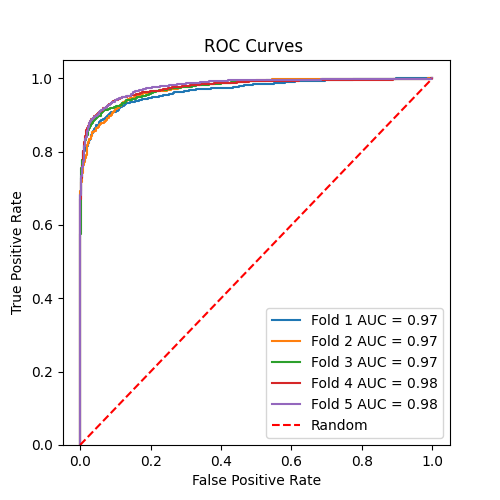 ROC Curves
True Positive Rate
1.0
0.8
0.6
0.4
0.2
0.0
0.0 0.2 0.4 0.6 0.8 1.0
False Positive Rate
Fold 1 AUC = 0.97
Fold 2 AUC = 0.97
Fold 3 AUC = 0.97
Fold 4 AUC = 0.98
Fold 5 AUC = 0.98
Random